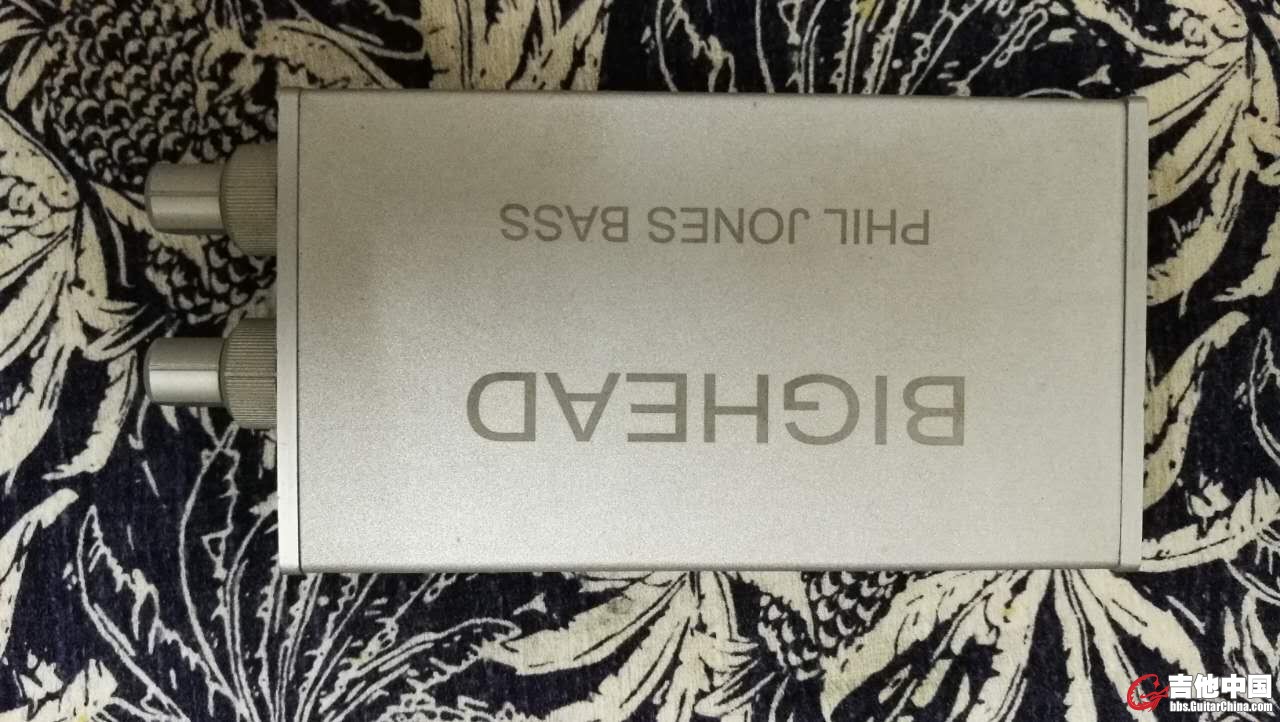 BIGHEAD
PHIL JONES BASS
吉他中国
bbs.GuitarChina.com